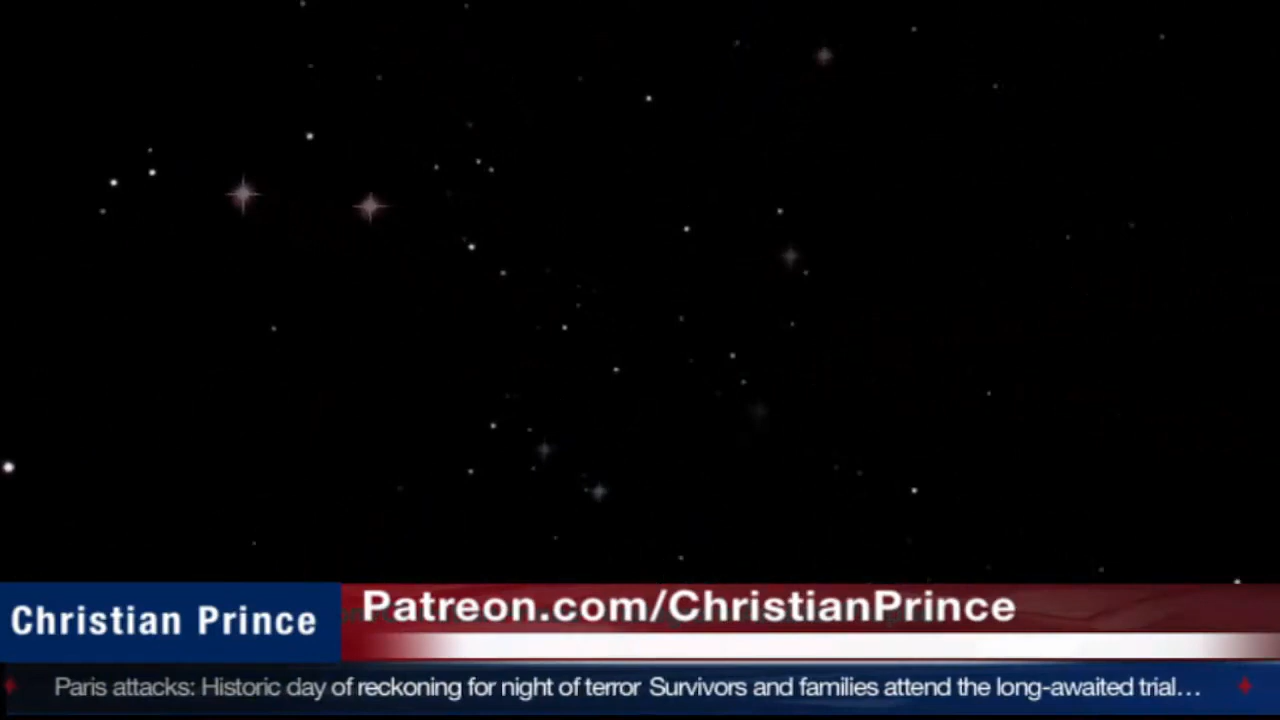 Christian Prince
Patreon.com/ChristianPrince
Paris attacks: Historic day of reckoning for night of terror Survivors and families attend the long-awaited trial…